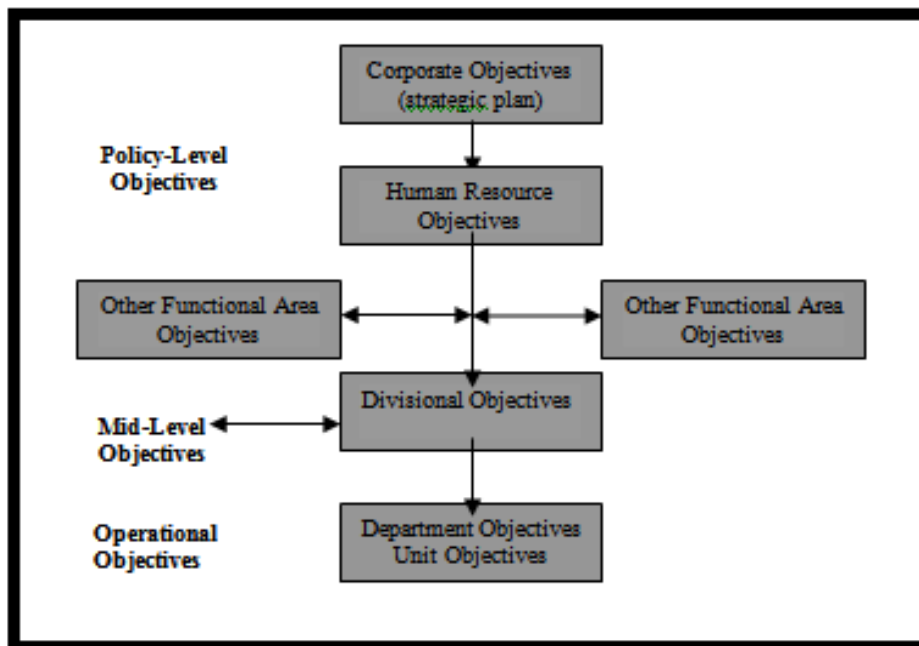 Corporate Objectives
(strategic plan)
Policy-Level
Objectives
Human Resource
Objectives
Other Functional Area
Objectives
Other Functional Area
Objectives
Divisional Objectives
Mid-Level
Objectives
Operational
Objectives
Department Objectives
Unit Objectives